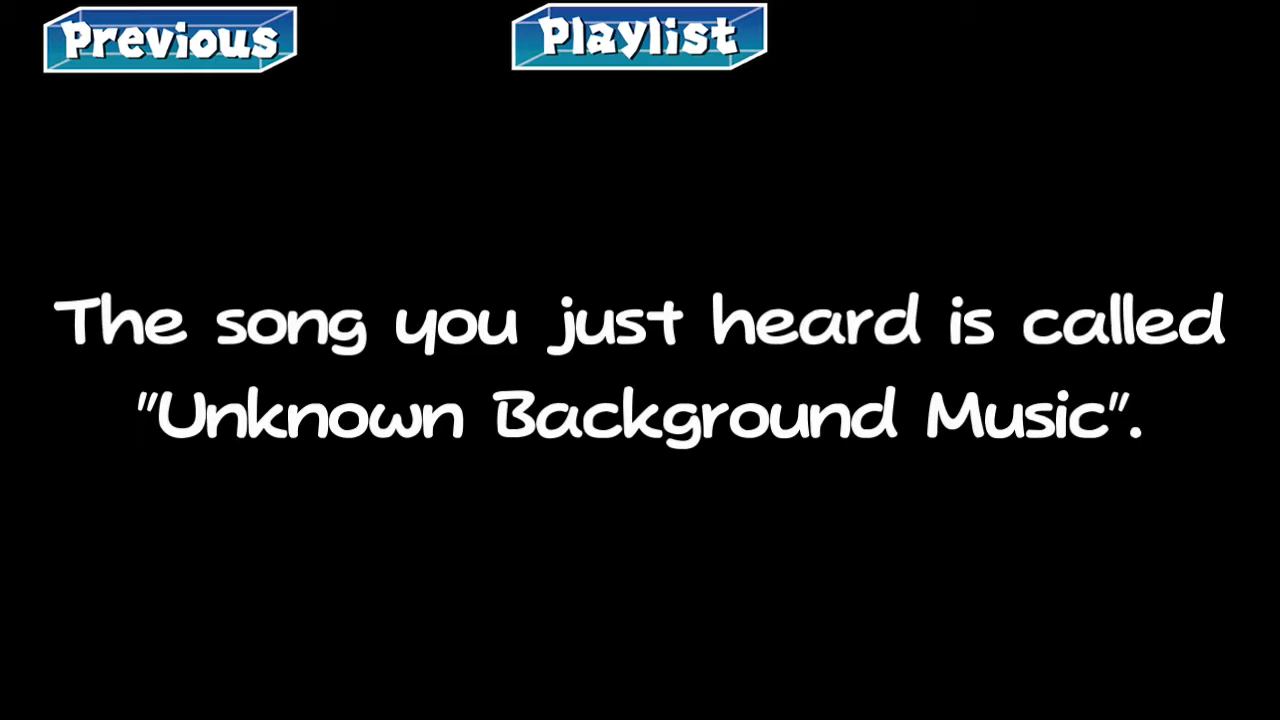 Previous
Playlist
The song you just heard is called
"Unknown Background Music".